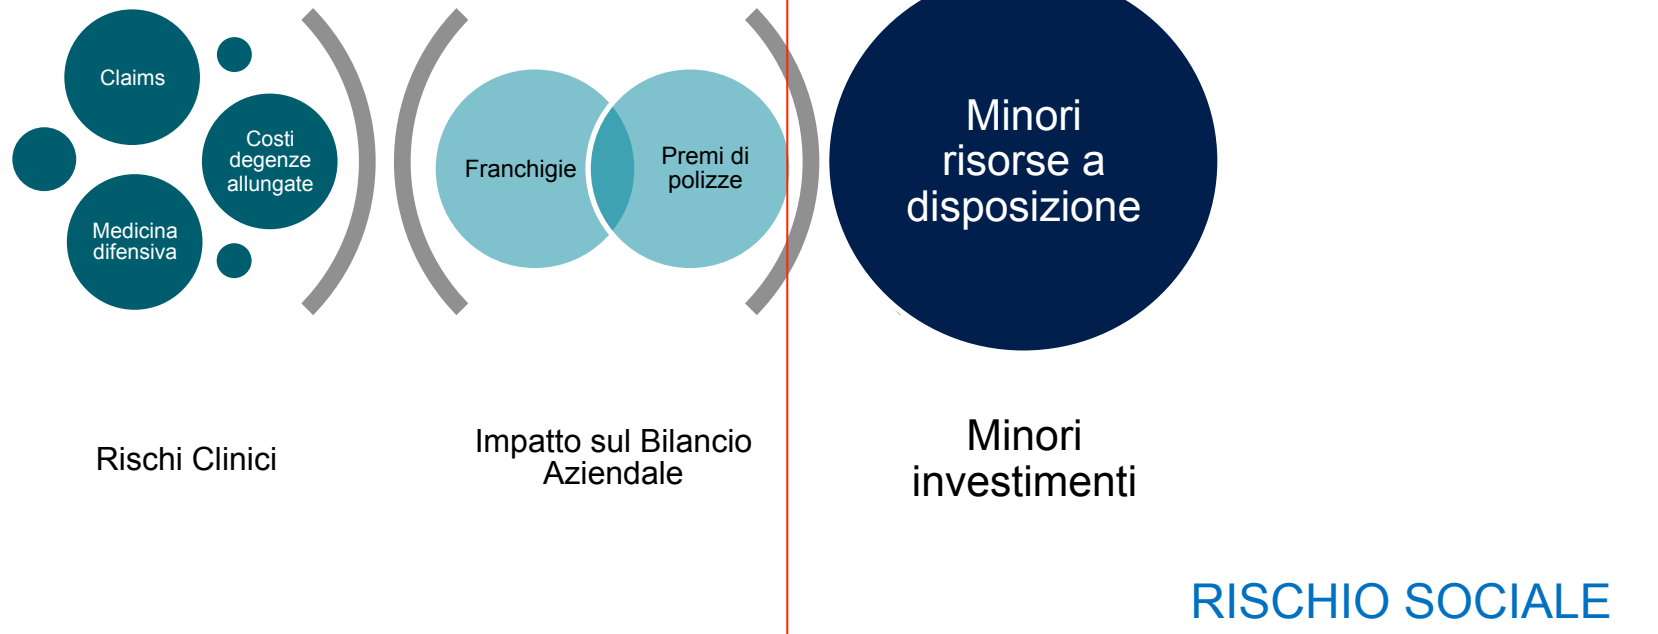 Claims
Costi
degenze
allungate
Medicina
difensiva
Franchigie
Premi di
polizze
Minori
risorse a
disposizione
Rischi Clinici
Impatto sul Bilancio
Aziendale
Minori
investimenti
RISCHIO SOCIALE